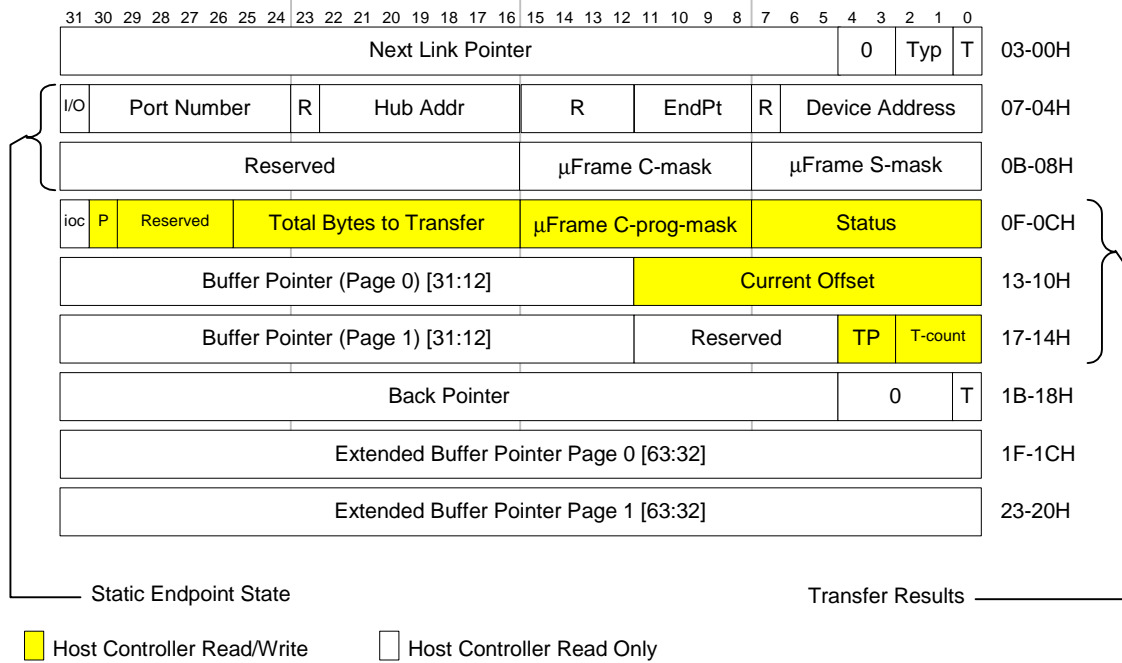 31 30 29 28 27 26 25 24 23 22 21 20 19 18 17 16 15 14 13 12 11 10 9 8 7 6 5 4 3 2 1 0
Next Link Pointer 0 Typ T 03-00H
I/O Port Number R Hub Addr R EndPt R Device Address 07-04H
Reserved µFrame C-mask µFrame S-mask 0B-08H
ioc P Reserved Total Bytes to Transfer µFrame C-prog-mask Status 0F-0CH
Buffer Pointer (Page 0) [31:12] Current Offset 13-10H
Buffer Pointer (Page 1) [31:12] Reserved TP T-count 17-14H
Back Pointer 0 T 1B-18H
Extended Buffer Pointer Page 0 [63:32] 1F-1CH
Extended Buffer Pointer Page 1 [63:32] 23-20H
Static Endpoint State Transfer Results
Host Controller Read/Write Host Controller Read Only